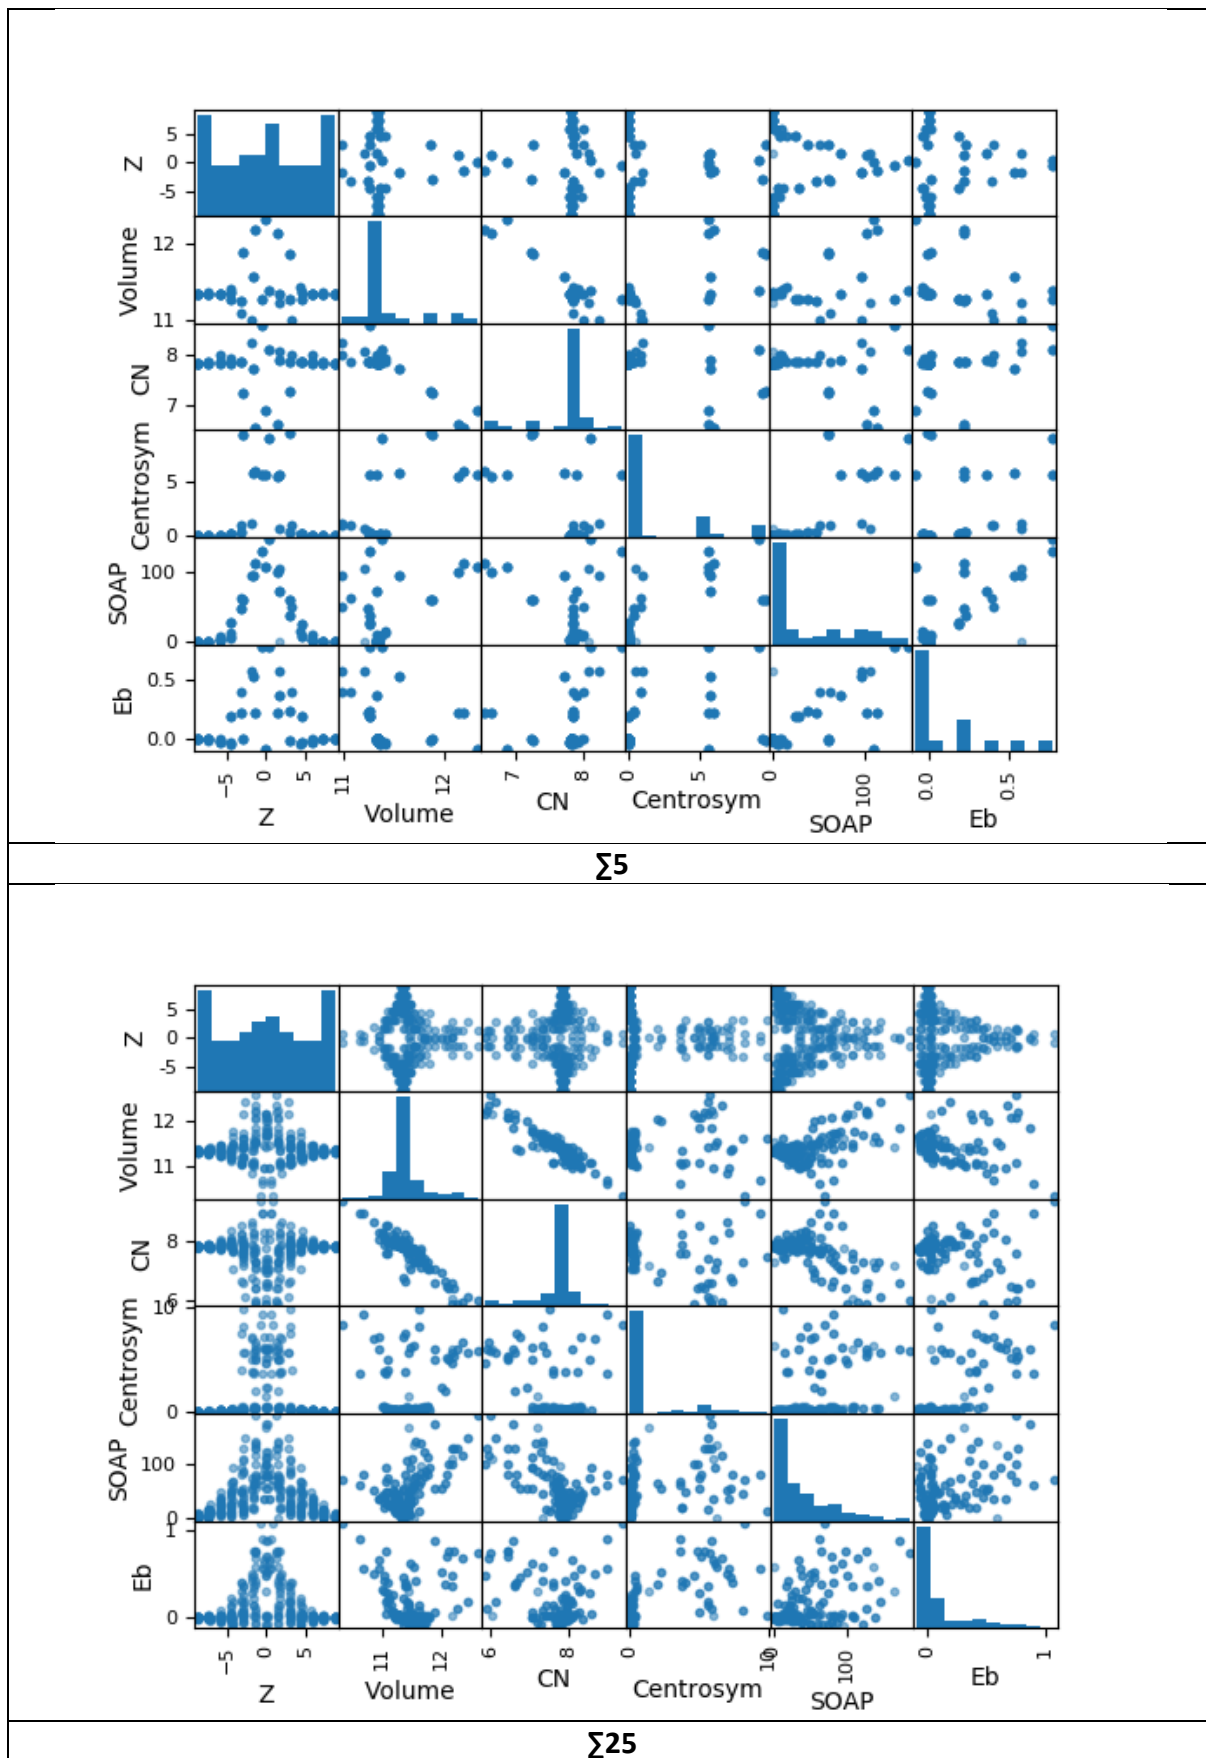 Z
5
0
-5
Volume
12
11
CN
8
7
Centrosym
5
0
SOAP
100
0
Eb
0.5
0.0
−5 0 5 11 12 7 8 0 5 0 100 0.0 0.5
Z Volume CN Centrosym SOAP Eb
∑5
Z
5
0
-5
Volume
12
11
CN
8
6
Centrosym
10
0
SOAP
100
0
Eb
1
0
−5 0 5 11 12 6 8 0 10 0 100 0 1
Z Volume CN Centrosym SOAP Eb
∑25